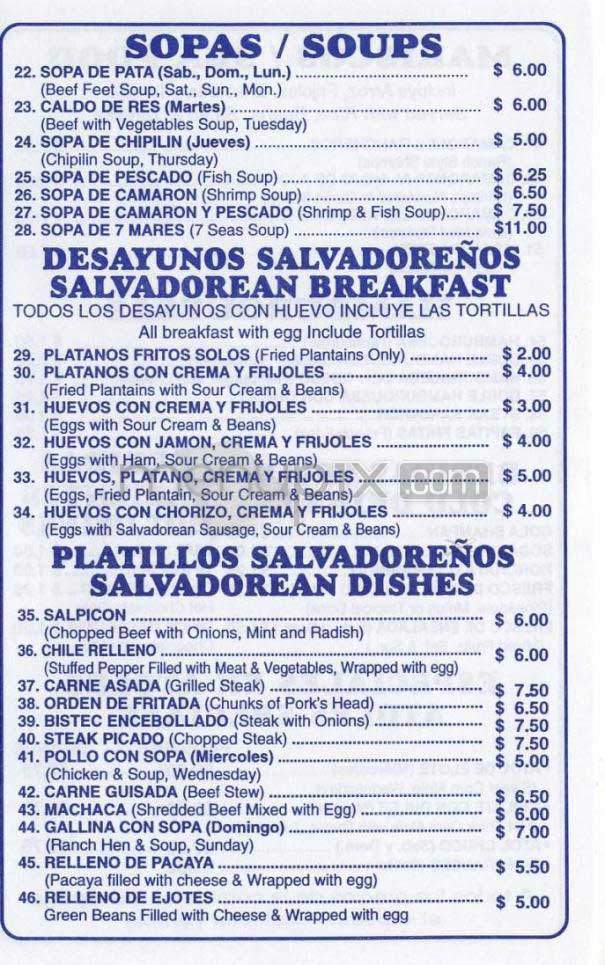 SOPAS / SOUPS
22. SOPA DE PATA (Sab., Dom., Lun.) $ 6.00
(Beef Feet Soup, Sat., Sun., Mon.)
23. CALDO DE RES (Martes) $ 6.00
(Beef with Vegetables Soup, Tuesday)
24. SOPA DE CHIPILIN (Jueves) $ 5.00
(Chipilin Soup, Thursday)
25. SOPA DE PESCADO (Fish Soup) $ 6.25
26. SOPA DE CAMARON (Shrimp Soup) $ 6.50
27. SOPA DE CAMARON Y PESCADO (Shrimp & Fish Soup) $ 7.50
28. SOPA DE 7 MARES (7 Seas Soup) $11.00
DESAYUNOS SALVADOREÑOS
SALVADOREAN BREAKFAST
TODOS LOS DESAYUNOS CON HUEVO INCLUYE LAS TORTILLAS
All breakfast with egg Include Tortillas
29. PLATANOS FRITOS SOLOS (Fried Plantains Only) $ 2.00
30. PLATANOS CON CREMA Y FRIJOLES $ 4.00
(Fried Plantains with Sour Cream & Beans)
31. HUEVOS CON CREMA Y FRIJOLES $ 3.00
(Eggs with Sour Cream & Beans)
32. HUEVOS CON JAMON, CREMA Y FRIJOLES $ 4.00
(Eggs with Ham, Sour Cream & Beans)
33. HUEVOS, PLATANO, CREMA Y FRIJOLES $ 5.00
(Eggs, Fried Plantain, Sour Cream & Beans)
34. HUEVOS CON CHORIZO, CREMA Y FRIJOLES $ 4.00
(Eggs with Salvadorean Sausage, Sour Cream & Beans)
menupix.com
PLATILLOS SALVADOREÑOS
SALVADOREAN DISHES
35. SALPICON $ 6.00
(Chopped Beef with Onions, Mint and Radish)
36. CHILE RELLENO $ 6.00
(Stuffed Pepper Filled with Meat & Vegetables, Wrapped with egg)
37. CARNE ASADA (Grilled Steak) $ 7.50
38. ORDEN DE FRITADA (Chunks of Pork's Head) $ 6.50
39. BISTEC ENCEBOLLADO (Steak with Onions) $ 7.50
40. STEAK PICADO (Chopped Steak) $ 7.50
41. POLLO CON SOPA (Miercoles) $ 5.00
(Chicken & Soup, Wednesday)
42. CARNE GUISADA (Beef Stew) $ 6.50
43. MACHACA (Shredded Beef Mixed with Egg) $ 6.00
44. GALLINA CON SOPA (Domingo) $ 7.00
(Ranch Hen & Soup, Sunday)
45. RELLENO DE PACAYA $ 5.50
(Pacaya filled with cheese & Wrapped with egg)
46. RELLENO DE EJOTES $ 5.00
Green Beans Filled with Cheese & Wrapped with egg